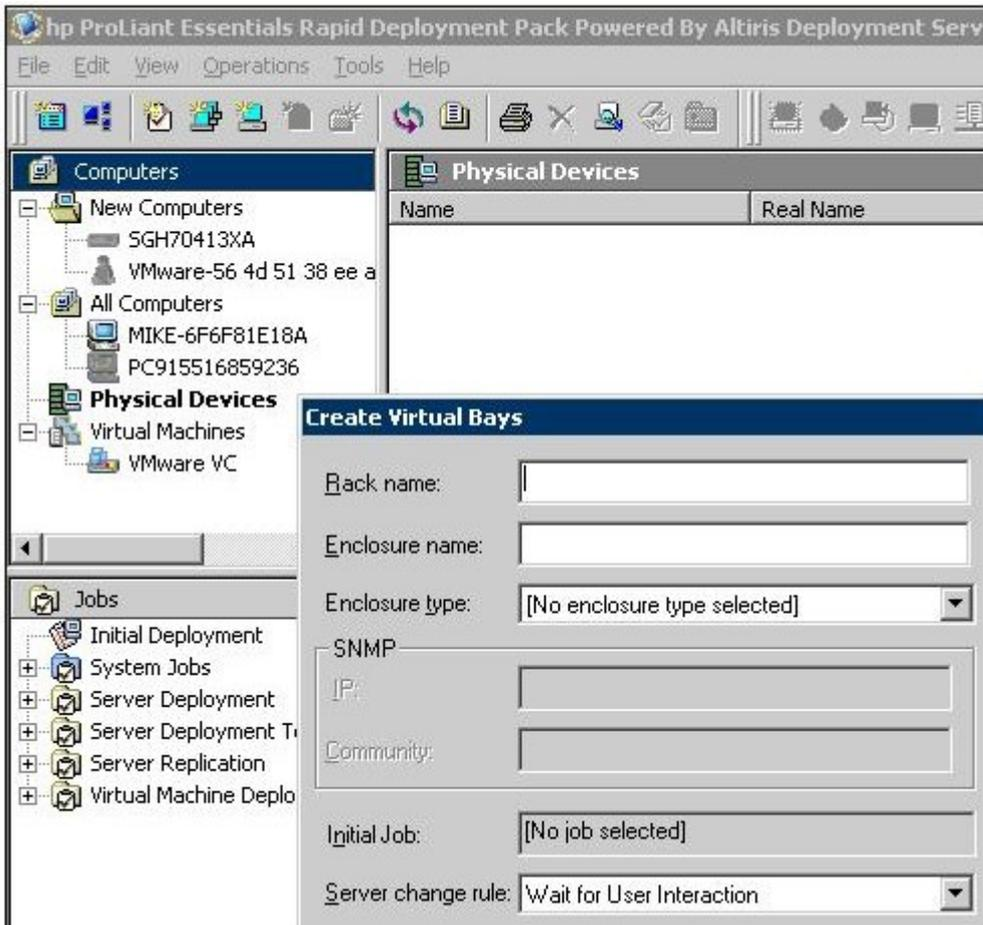 hp ProLiant Essentials Rapid Deployment Pack Powered By Altiris Deployment Serv
File Edit View Operations Tools Help
Computers
New Computers
SGH70413XA
VMware-56 4d 51 38 ee a
All Computers
MIKE-6F6F81E18A
PC915516859236
Physical Devices
Virtual Machines
VMware VC
Physical Devices
Name Real Name
Jobs
Initial Deployment
System Jobs
Server Deployment
Server Deployment T
Server Replication
Virtual Machine Deplo
Create Virtual Bays
Rack name:
Enclosure name:
Enclosure type: [No enclosure type selected]
SNMP
IP:
Community:
Initial Job: [No job selected]
Server change rule: Wait for User Interaction